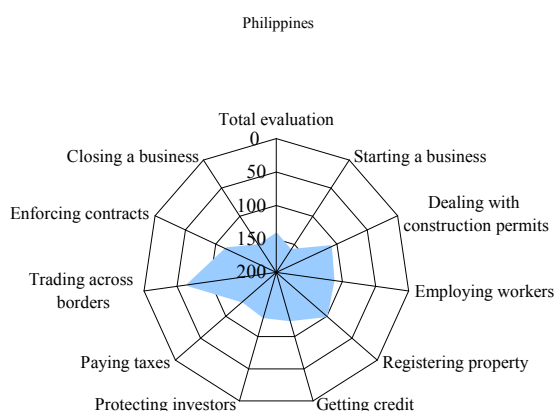 Philippines
Total evaluation
0
Closing a business
Starting a business
50
Dealing with
construction permits
Enforcing contracts
100
150
Trading across
borders
200
Employing workers
Paying taxes
Registering property
Protecting investors
Getting credit